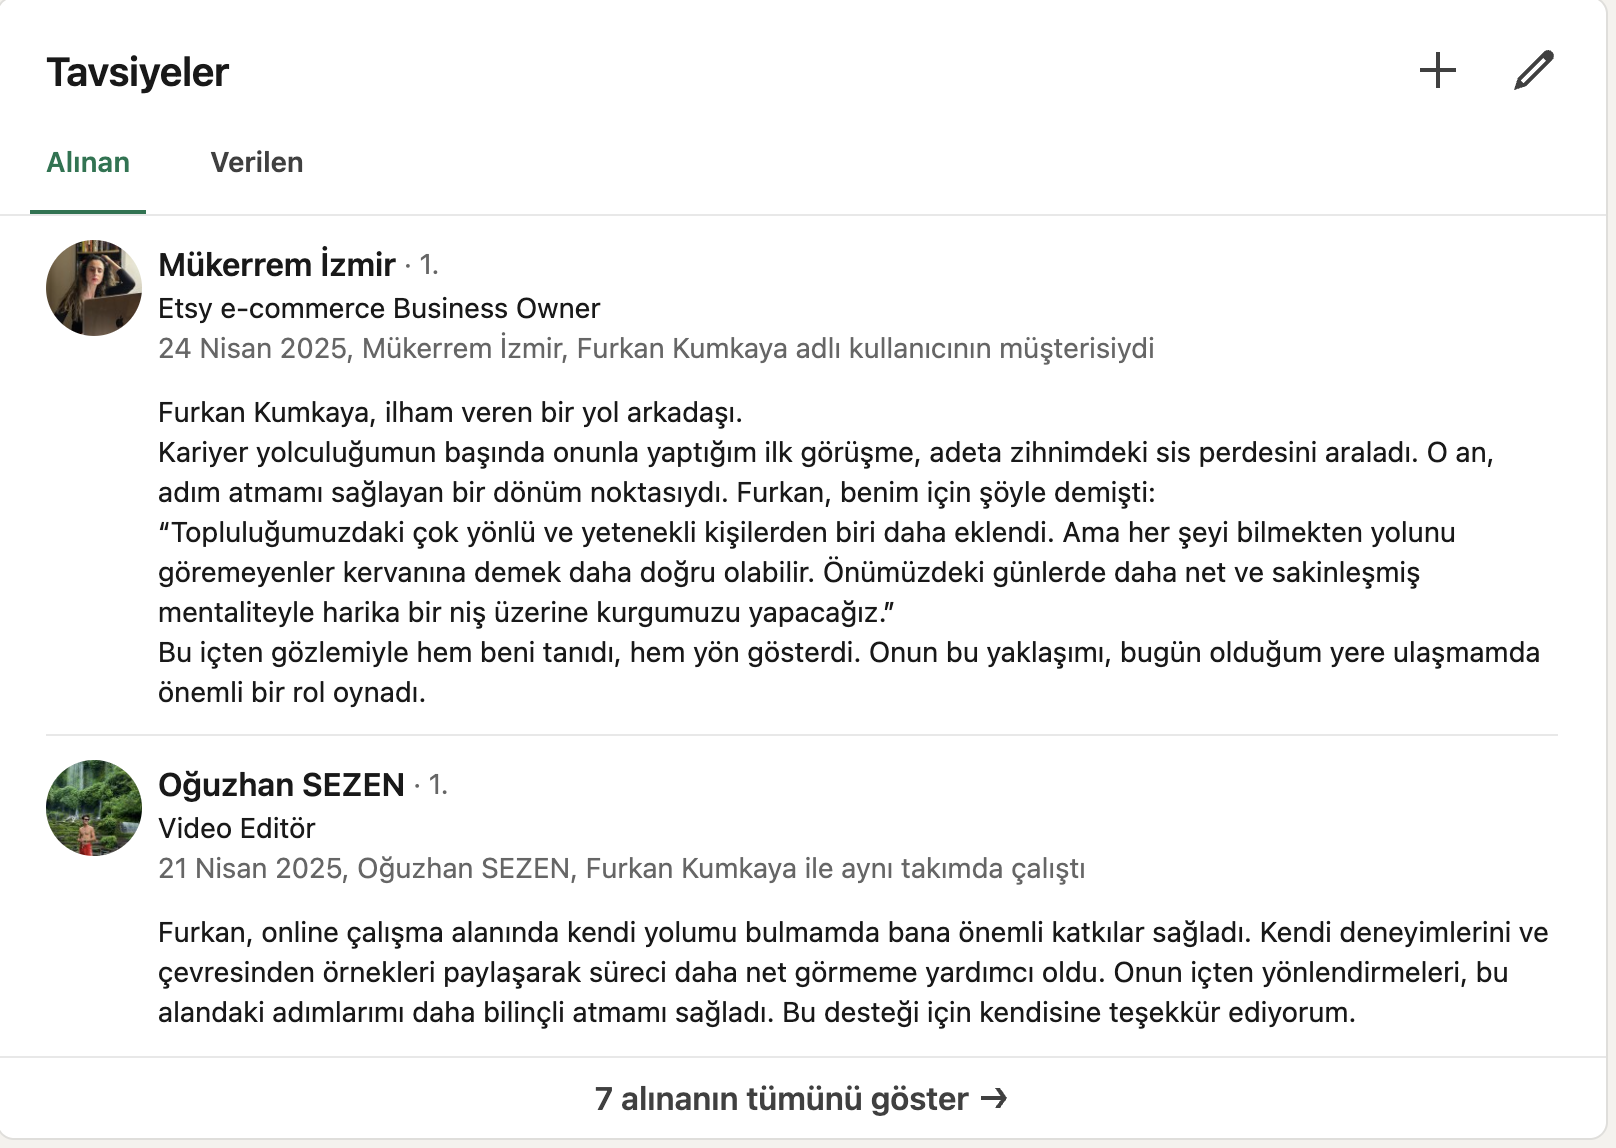 Tavsiyeler
Alınan
Verilen
Mükerrem İzmir · 1.
Etsy e-commerce Business Owner
24 Nisan 2025, Mükerrem İzmir, Furkan Kumkaya adlı kullanıcının müşterisiydi
Furkan Kumkaya, ilham veren bir yol arkadaşı.
Kariyer yolculuğumun başında onunla yaptığım ilk görüşme, adeta zihnimdeki sis perdesini araladı. O an,
adım atmamı sağlayan bir dönüm noktasıydı. Furkan, benim için şöyle demişti:
“Topluluğumuzdaki çok yönlü ve yetenekli kişilerden biri daha eklendi. Ama her şeyi bilmekten yolunu
göremeyenler kervanına demek daha doğru olabilir. Önümüzdeki günlerde daha net ve sakinleşmiş
mentaliteyle harika bir niş üzerine kurgumuzu yapacağız.”
Bu içten gözlemiyle hem beni tanıdı, hem yön gösterdi. Onun bu yaklaşımı, bugün olduğum yere ulaşmamda
önemli bir rol oynadı.
Oğuzhan SEZEN · 1.
Video Editör
21 Nisan 2025, Oğuzhan SEZEN, Furkan Kumkaya ile aynı takımda çalıştı
Furkan, online çalışma alanında kendi yolumu bulmamda bana önemli katkılar sağladı. Kendi deneyimlerini ve
çevresinden örnekleri paylaşarak süreci daha net görmeme yardımcı oldu. Onun içten yönlendirmeleri, bu
alandaki adımlarımı daha bilinçli atmamı sağladı. Bu desteği için kendisine teşekkür ediyorum.
7 alınanın tümünü göster →